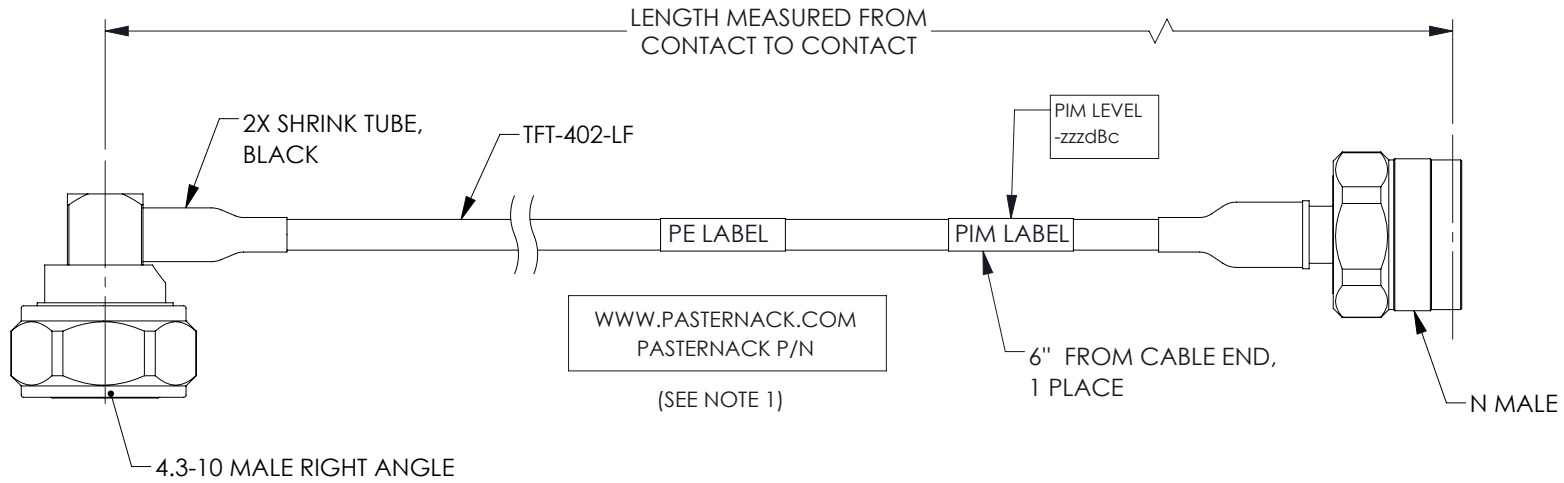 LENGTH MEASURED FROM
CONTACT TO CONTACT
2X SHRINK TUBE,
BLACK
TFT-402-LF
PIM LEVEL
-zzzdBc
PE LABEL
PIM LABEL
WWW.PASTERNACK.COM
PASTERNACK P/N
(SEE NOTE 1)
6" FROM CABLE END,
1 PLACE
N MALE
4.3-10 MALE RIGHT ANGLE